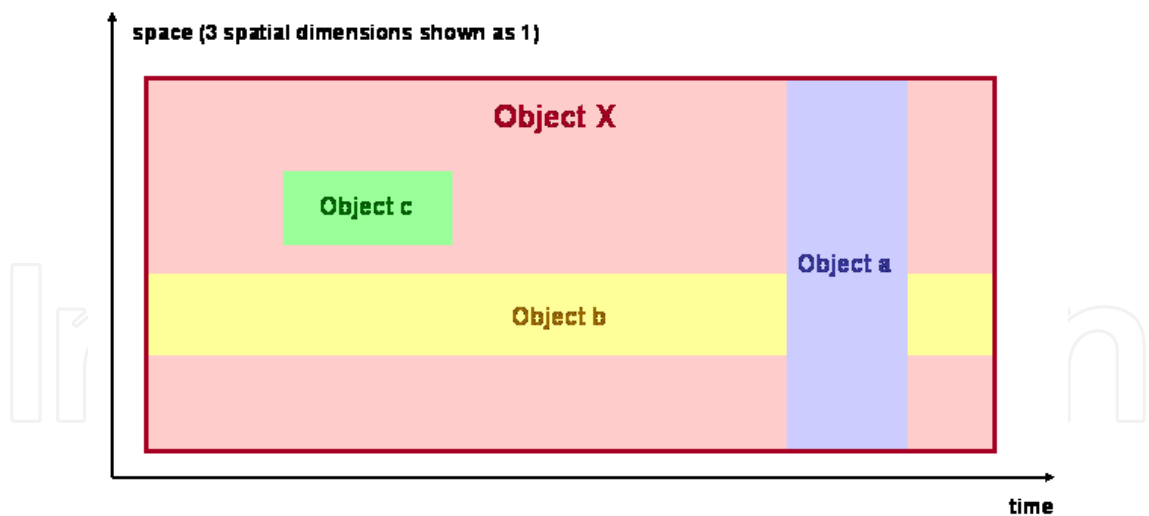 space (3 spatial dimensions shown as 1)
Object X
Object c
Object a
Object b
time